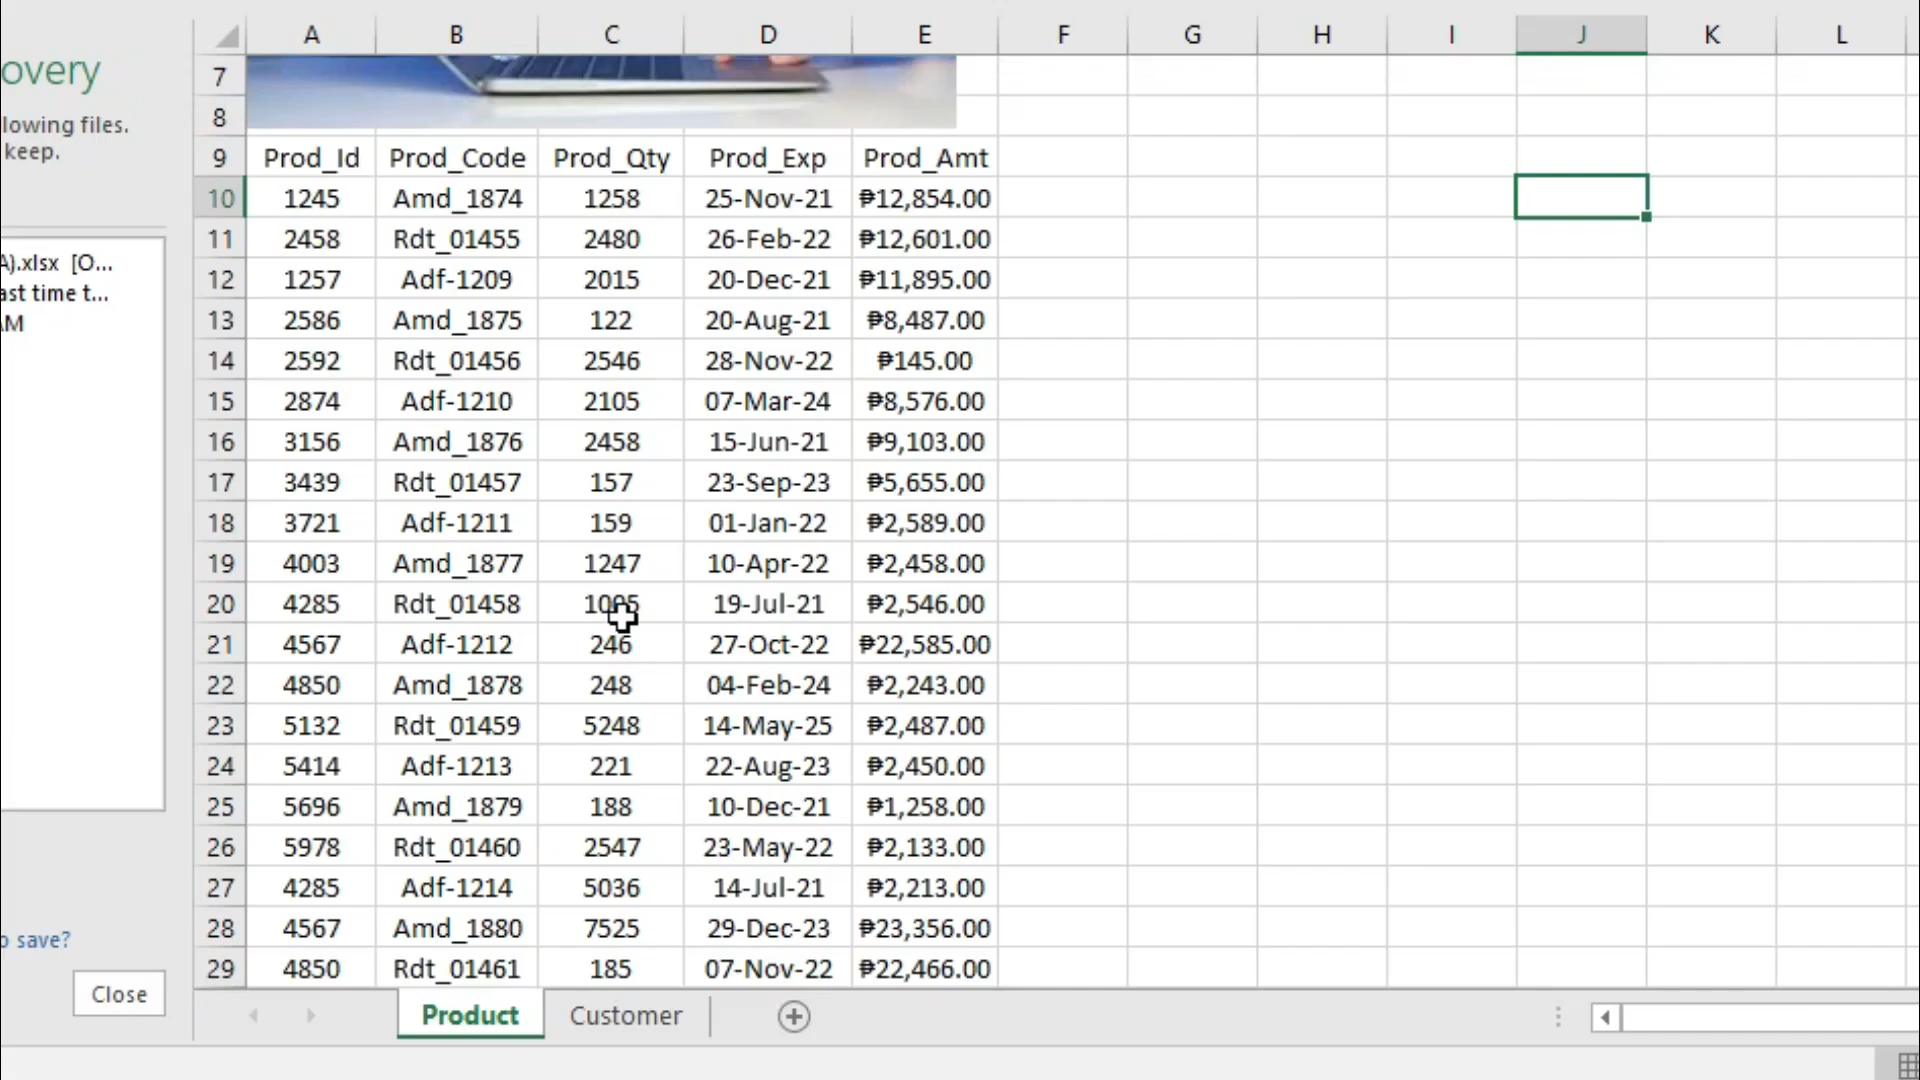 A B C D E F G H I J K L
overy
lowing files.
keep.
A).xlsx [O...
ast time t...
AM
o save?
Close
7
8
9 Prod_Id Prod_Code Prod_Qty Prod_Exp Prod_Amt
10 1245 Amd_1874 1258 25-Nov-21 ₱12,854.00
11 2458 Rdt_01455 2480 26-Feb-22 ₱12,601.00
12 1257 Adf-1209 2015 20-Dec-21 ₱11,895.00
13 2586 Amd_1875 122 20-Aug-21 ₱8,487.00
14 2592 Rdt_01456 2546 28-Nov-22 ₱145.00
15 2874 Adf-1210 2105 07-Mar-24 ₱8,576.00
16 3156 Amd_1876 2458 15-Jun-21 ₱9,103.00
17 3439 Rdt_01457 157 23-Sep-23 ₱5,655.00
18 3721 Adf-1211 159 01-Jan-22 ₱2,589.00
19 4003 Amd_1877 1247 10-Apr-22 ₱2,458.00
20 4285 Rdt_01458 19-Jul-21 ₱2,546.00
21 4567 Adf-1212 246 27-Oct-22 ₱22,585.00
22 4850 Amd_1878 248 04-Feb-24 ₱2,243.00
23 5132 Rdt_01459 5248 14-May-25 ₱2,487.00
24 5414 Adf-1213 221 22-Aug-23 ₱2,450.00
25 5696 Amd_1879 188 10-Dec-21 ₱1,258.00
26 5978 Rdt_01460 2547 23-May-22 ₱2,133.00
27 4285 Adf-1214 5036 14-Jul-21 ₱2,213.00
28 4567 Amd_1880 7525 29-Dec-23 ₱23,356.00
29 4850 Rdt_01461 185 07-Nov-22 ₱22,466.00
Product Customer